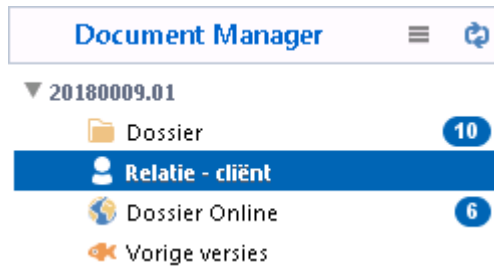 Document Manager
20180009.01
Dossier 10
Relatie - cliënt
Dossier Online 6
Vorige versies